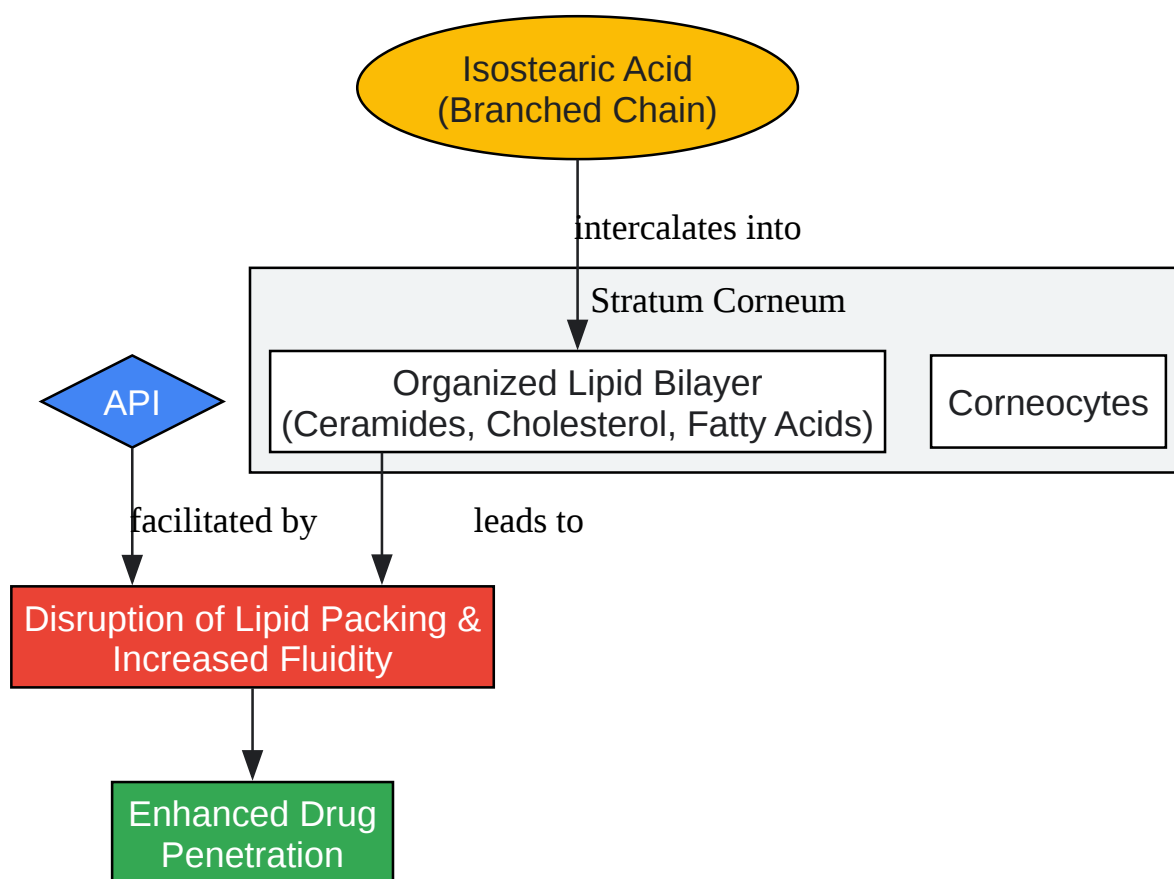 Isostearic Acid
(Branched Chain)
intercalates into
Stratum Corneum
Organized Lipid Bilayer
(Ceramides, Cholesterol, Fatty Acids)
Corneocytes
API
facilitated by
leads to
Disruption of Lipid Packing &
Increased Fluidity
Enhanced Drug
Penetration